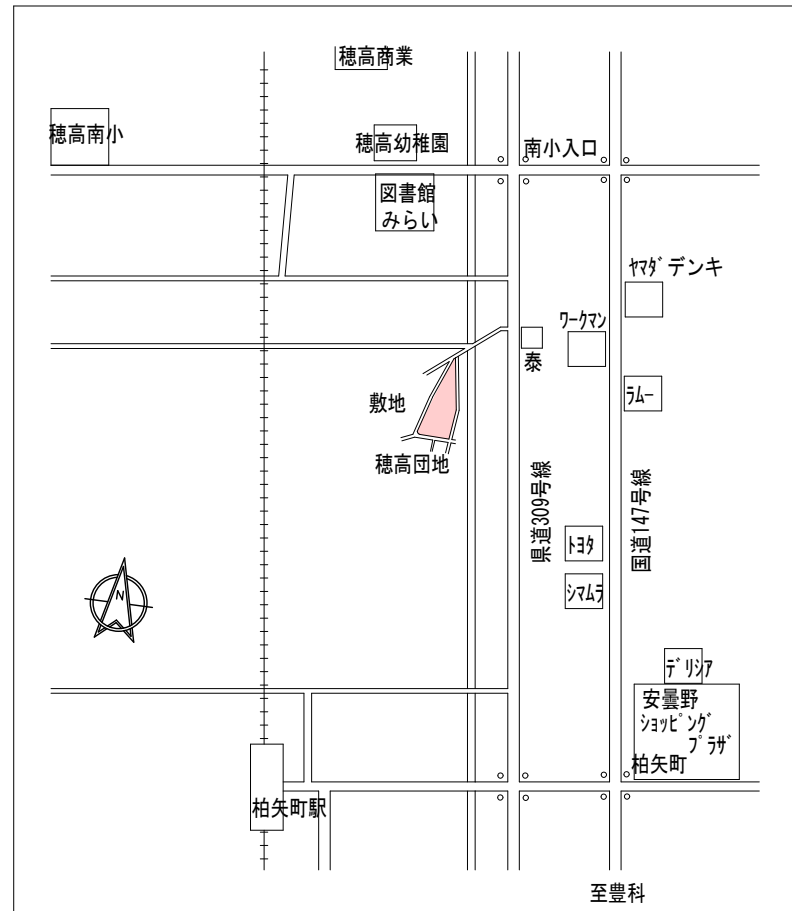 穂高商業
穂高南小
穂高幼稚園
南小入口
図書館
みらい
ﾔﾏﾀﾞデンキ
ﾜｰｸﾏﾝ
泰
敷地
ﾗﾑｰ
穂高団地
県道309号線
国道147号線
ﾄﾖﾀ
N
ｼﾏﾑﾗ
ﾃﾞﾘｼｱ
安曇野
ｼｮｯﾋﾟﾝｸﾞ
ﾌﾟﾗｻﾞ
柏矢町
柏矢町駅
至豊科